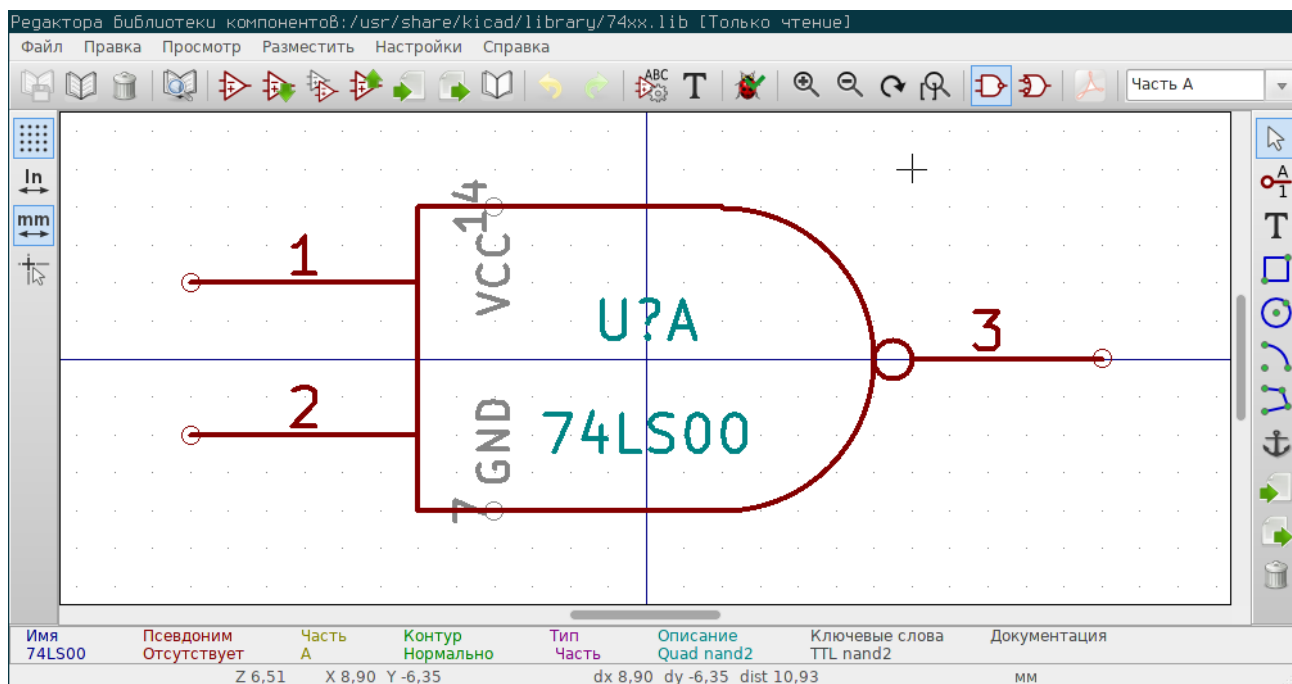 Редактора библиотеки компонентов:/usr/share/kicad/library/74xx.lib [Только чтение]
Файл Правка Просмотр Разместить Настройки Справка
ABC
T
Часть A
In
mm
A
1
T
14
VCC
1
U?A
3
2
GND
74LS00
7
Имя Псевдоним Часть Контур Тип Описание Ключевые слова Документация
74LS00 Отсутствует A Нормально Часть Quad nand2 TTL nand2
Z 6,51 X 8,90 Y -6,35 dx 8,90 dy -6,35 dist 10,93 мм